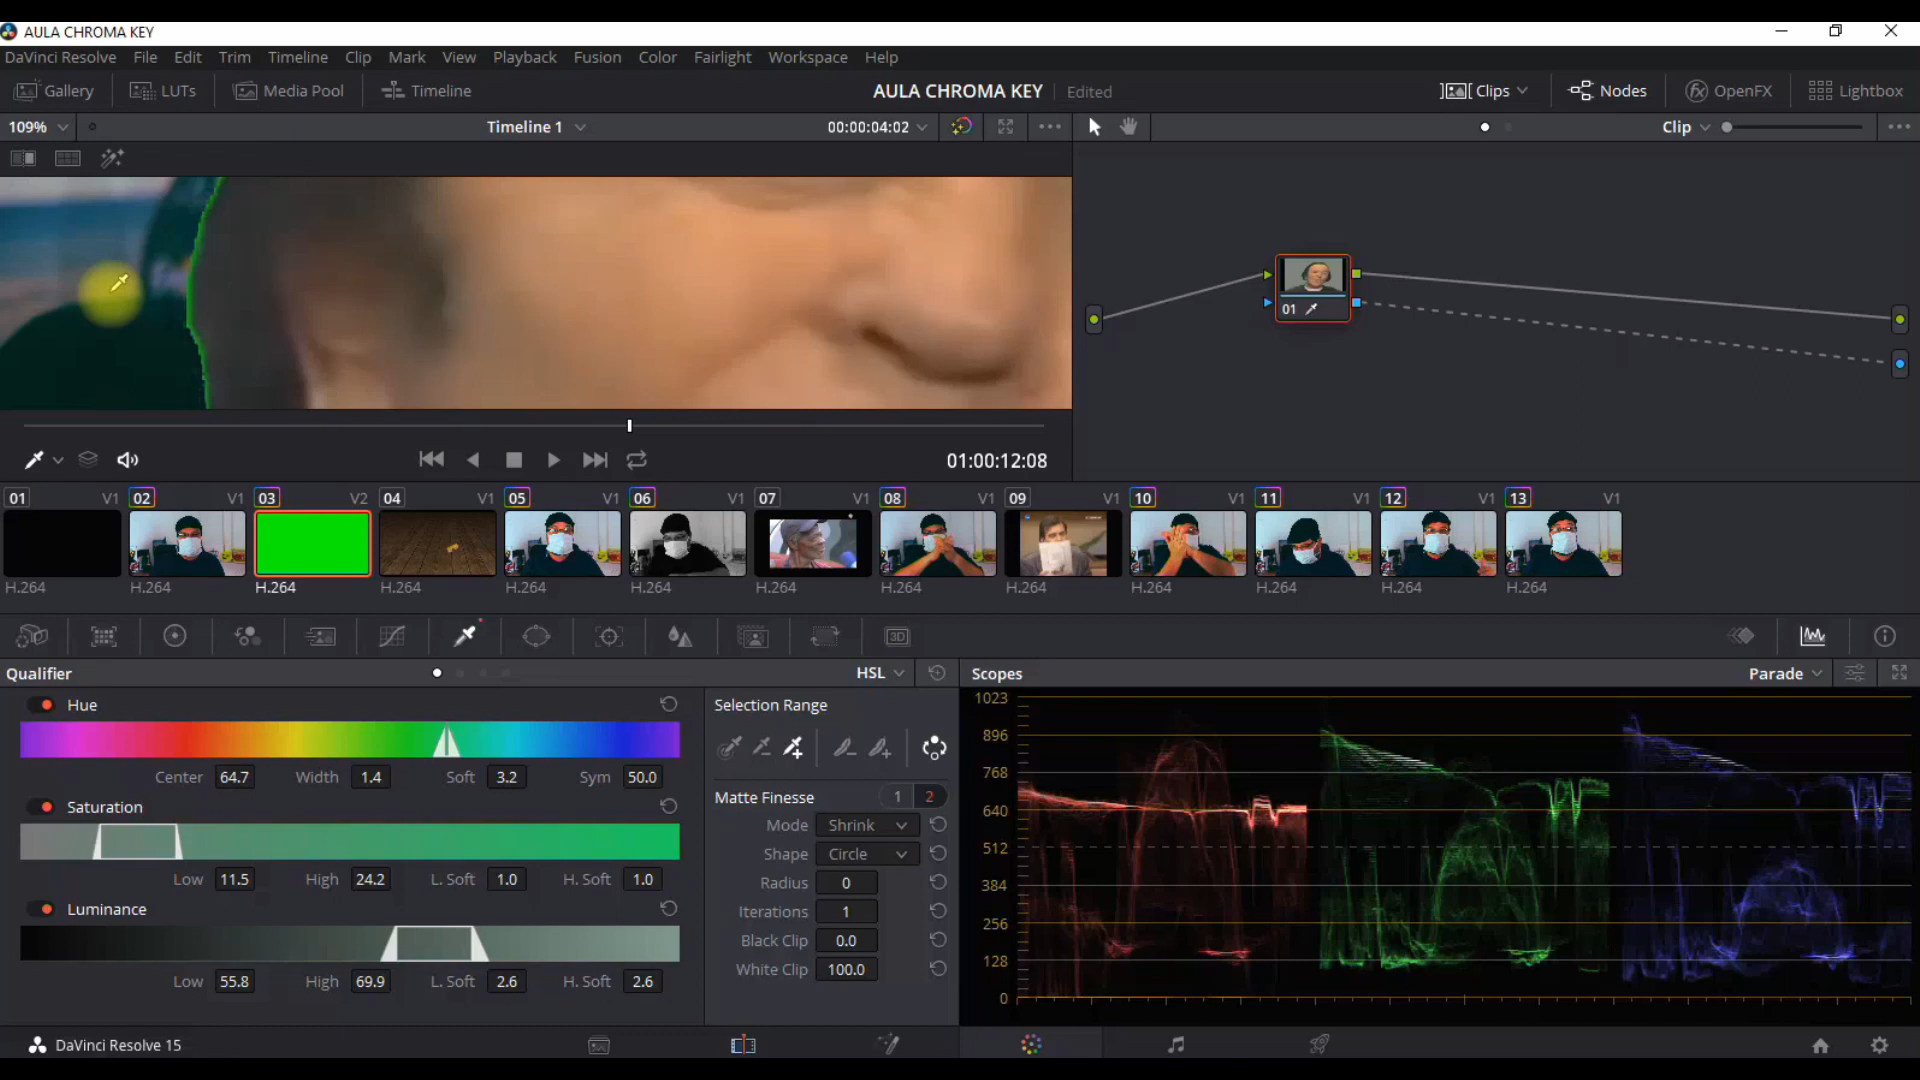 AULA CHROMA KEY
DaVinci Resolve File Edit Trim Timeline Clip Mark View Playback Fusion Color Fairlight Workspace Help
Gallery LUTs Media Pool Timeline AULA CHROMA KEY Edited Clips Nodes OpenFX Lightbox
109% Timeline 1 00:00:04:02 Clip
01
01:00:12:08
01 V1 02 V1 03 V2 04 V1 05 V1 06 V1 07 V1 08 V1 09 V1 10 V1 11 V1 12 V1 13 V1
H.264 H.264 H.264 H.264 H.264 H.264 H.264 H.264 H.264 H.264 H.264 H.264 H.264
3D
Qualifier HSL Scopes Parade
Hue Selection Range
Center 64.7 Width 1.4 Soft 3.2 Sym 50.0
Saturation
Low 11.5 High 24.2 L. Soft 1.0 H. Soft 1.0
Luminance
Low 55.8 High 69.9 L. Soft 2.6 H. Soft 2.6
Matte Finesse 1 2
Mode Shrink
Shape Circle
Radius 0
Iterations 1
Black Clip 0.0
White Clip 100.0
1023
896
768
640
512
384
256
128
0
DaVinci Resolve 15